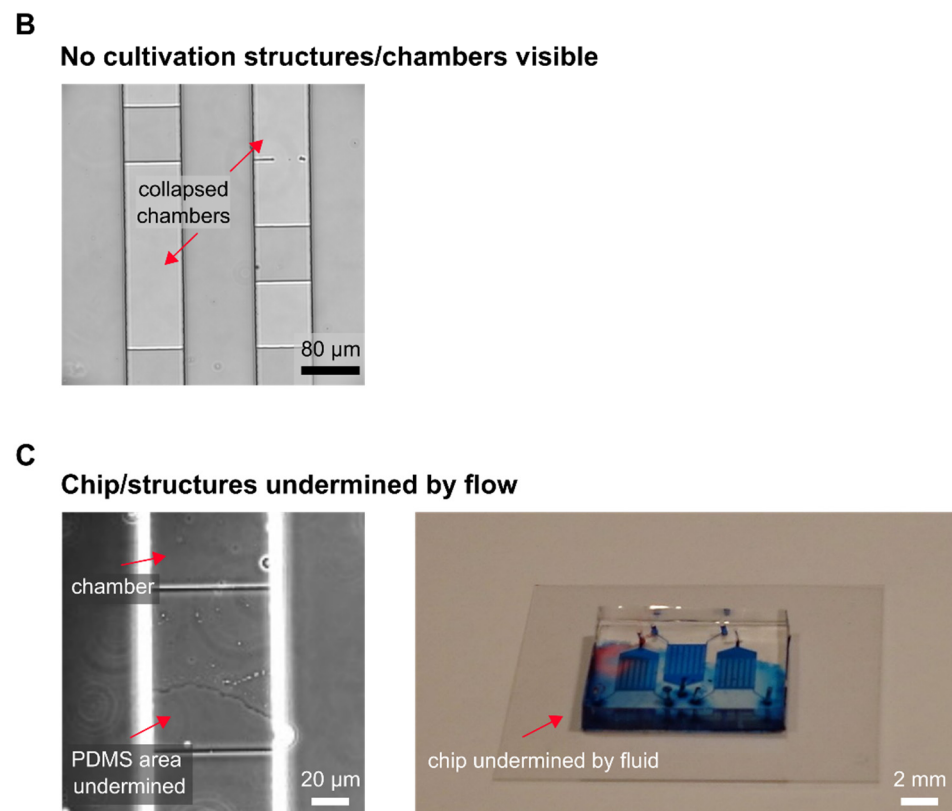 B
No cultivation structures/chambers visible
collapsed
chambers
80 µm
C
Chip/structures undermined by flow
chamber
PDMS area
undermined
20 µm
chip undermined by fluid
2 mm